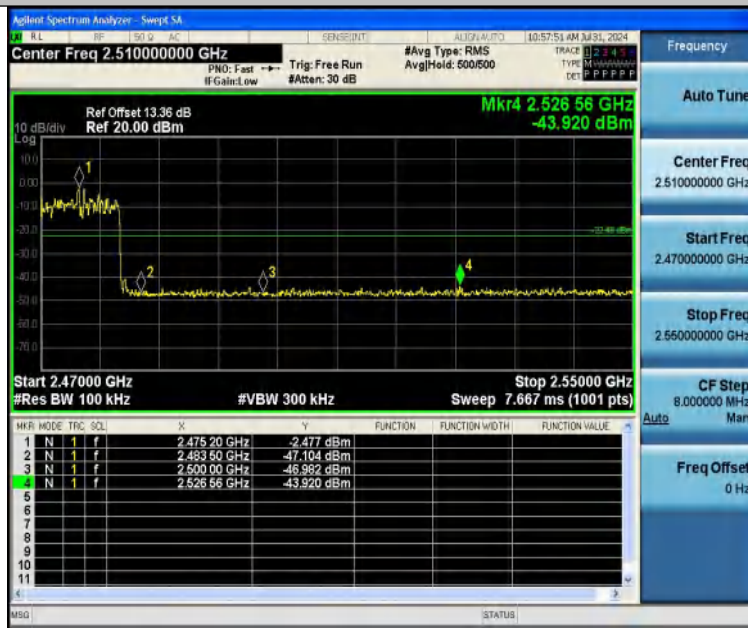 Agilent Spectrum Analyzer - Swept SA
RL RF 50 Ω AC SENSE:INT ALIGN AUTO 10:57:51 AM Jul 31, 2024
Center Freq 2.510000000 GHz
PNO: Fast
IFGain:Low
Trig: Free Run
#Atten: 30 dB
#Avg Type: RMS
Avg|Hold: 500/500
TRACE 1 2 3 4 5
TYPE M
DET P P P P P P
Ref Offset 13.36 dB
10 dB/div Ref 20.00 dBm
Log
Mkr4 2.526 56 GHz
-43.920 dBm
10.0
0.00
-10.0
-20.0
-30.0
-40.0
-50.0
-60.0
-70.0
1
2
3
4
Start 2.47000 GHz Stop 2.55000 GHz
#Res BW 100 kHz #VBW 300 kHz Sweep 7.667 ms (1001 pts)
MKR MODE TRC SCL X Y FUNCTION FUNCTION WIDTH FUNCTION VALUE
1 N 1 f 2.475 20 GHz -2.477 dBm
2 N 1 f 2.483 50 GHz -47.104 dBm
3 N 1 f 2.500 00 GHz -46.982 dBm
4 N 1 f 2.526 56 GHz -43.920 dBm
5
6
7
8
9
10
11
MSG STATUS
Frequency
Auto Tune
Center Freq
2.510000000 GHz
Start Freq
2.470000000 GHz
Stop Freq
2.550000000 GHz
CF Step
8.000000 MHz
Auto Man
Freq Offset
0 Hz